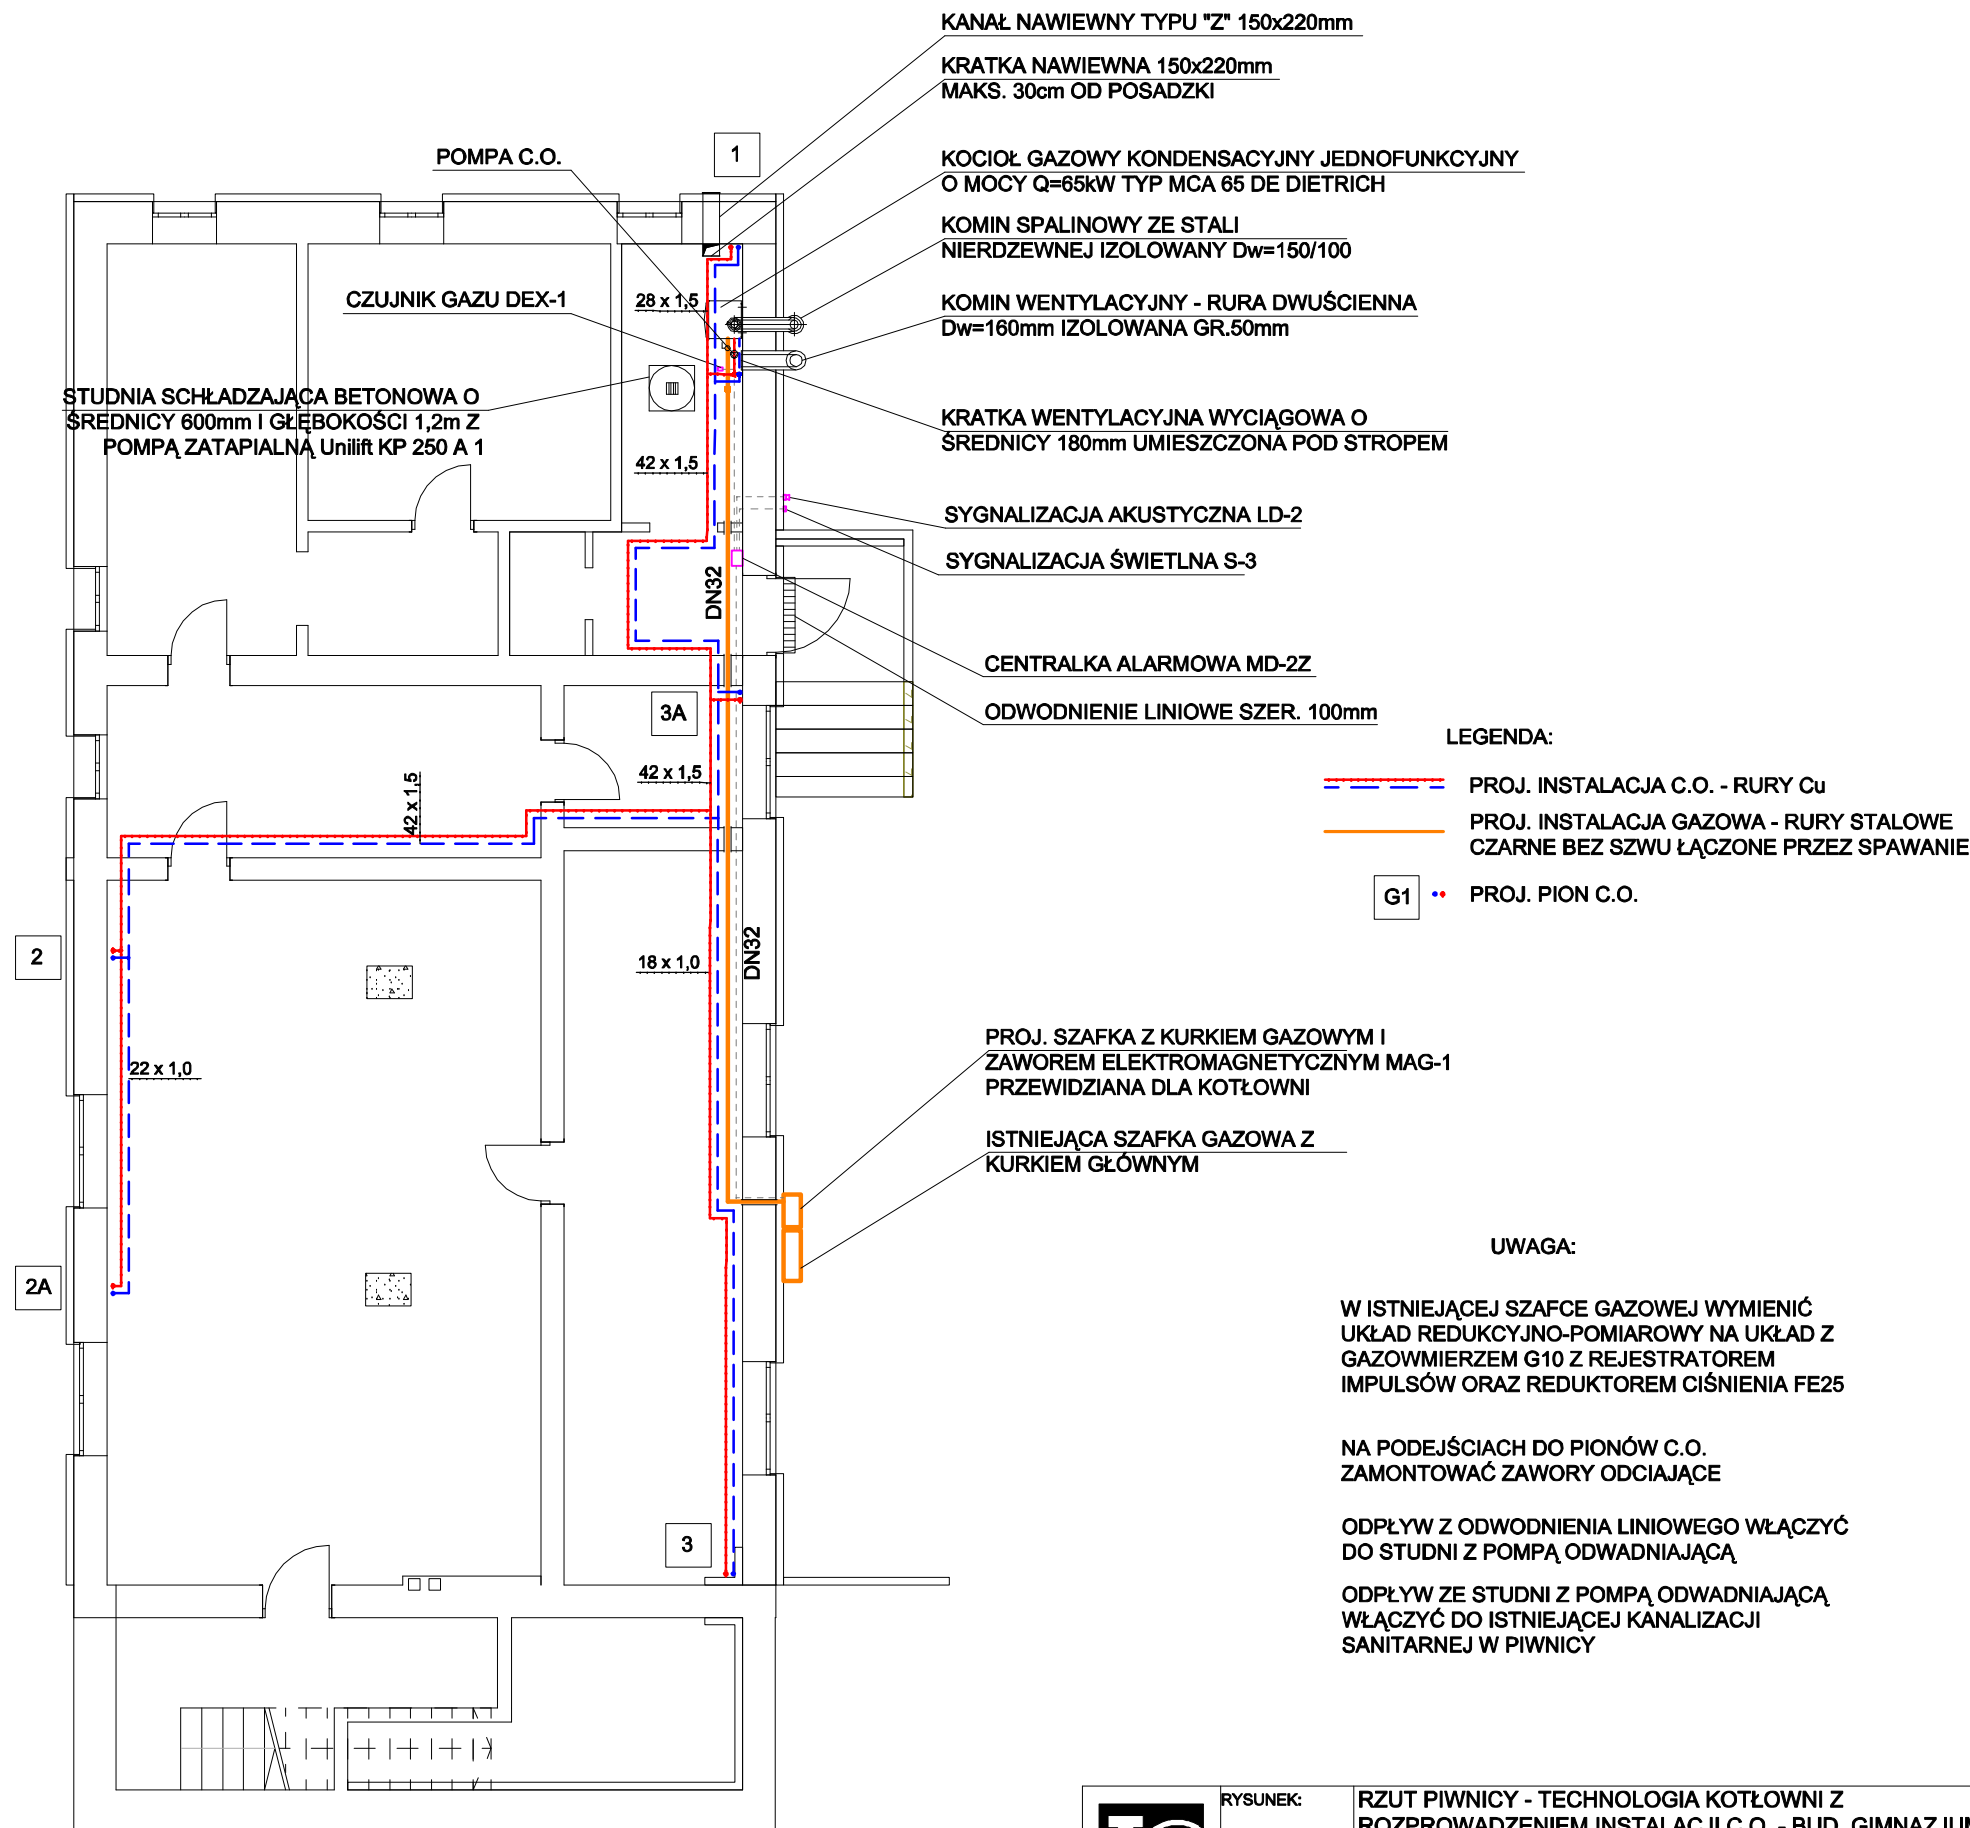 KANAŁ NAWIEWNY TYPU "Z" 150x220mm
KRATKA NAWIEWNA 150x220mm
MAKS. 30cm OD POSADZKI
POMPA C.O.
1
KOCIOŁ GAZOWY KONDENSACYJNY JEDNOFUNKCYJNY
O MOCY Q=65kW TYP MCA 65 DE DIETRICH
KOMIN SPALINOWY ZE STALI
NIERDZEWNEJ IZOLOWANY Dw=150/100
CZUJNIK GAZU DEX-1
28 x 1,5
KOMIN WENTYLACYJNY - RURA DWUŚCIENNA
Dw=160mm IZOLOWANA GR.50mm
STUDNIA SCHŁADZAJĄCA BETONOWA O
ŚREDNICY 600mm I GŁĘBOKOŚCI 1,2m Z
POMPĄ ZATAPIALNĄ Unilift KP 250 A 1
KRATKA WENTYLACYJNA WYCIĄGOWA O
ŚREDNICY 180mm UMIESZCZONA POD STROPEM
42 x 1,5
SYGNALIZACJA AKUSTYCZNA LD-2
SYGNALIZACJA ŚWIETLNA S-3
DN32
CENTRALKA ALARMOWA MD-2Z
3A
ODWODNIENIE LINIOWE SZER. 100mm
LEGENDA:
42 x 1,5
42 x 1,5
PROJ. INSTALACJA C.O. - RURY Cu
PROJ. INSTALACJA GAZOWA - RURY STALOWE
CZARNE BEZ SZWU ŁĄCZONE PRZEZ SPAWANIE
G1
PROJ. PION C.O.
2
18 x 1,0
DN32
22 x 1,0
PROJ. SZAFKA Z KURKIEM GAZOWYM I
ZAWOREM ELEKTROMAGNETYCZNYM MAG-1
PRZEWIDZIANA DLA KOTŁOWNI
ISTNIEJĄCA SZAFKA GAZOWA Z
KURKIEM GŁÓWNYM
2A
UWAGA:
W ISTNIEJĄCEJ SZAFCE GAZOWEJ WYMIENIĆ
UKŁAD REDUKCYJNO-POMIAROWY NA UKŁAD Z
GAZOWMIERZEM G10 Z REJESTRATOREM
IMPULSÓW ORAZ REDUKTOREM CIŚNIENIA FE25
NA PODEJŚCIACH DO PIONÓW C.O.
ZAMONTOWAĆ ZAWORY ODCIAJĄCE
3
ODPŁYW Z ODWODNIENIA LINIOWEGO WŁĄCZYĆ
DO STUDNI Z POMPĄ ODWADNIAJĄCĄ
ODPŁYW ZE STUDNI Z POMPĄ ODWADNIAJĄCĄ
WŁĄCZYĆ DO ISTNIEJĄCEJ KANALIZACJI
SANITARNEJ W PIWNICY
RYSUNEK:
RZUT PIWNICY - TECHNOLOGIA KOTŁOWNI Z
ROZPROWADZENIEM INSTALACJI C.O. - BUD. GIMNAZJUM